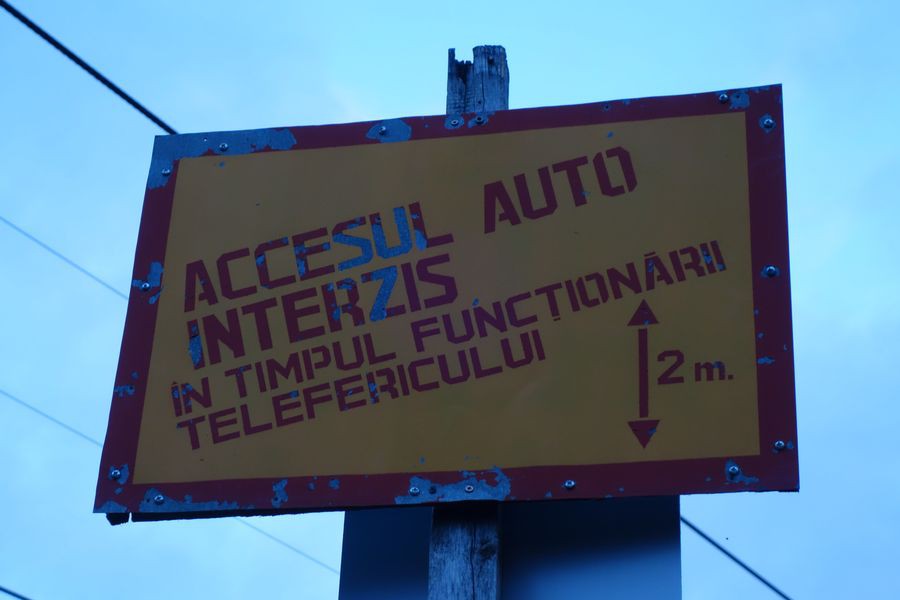 ACCESUL AUTO
INTERZIS
ÎN TIMPUL FUNCȚIONĂRII
TELEFERICULUI
2 m.